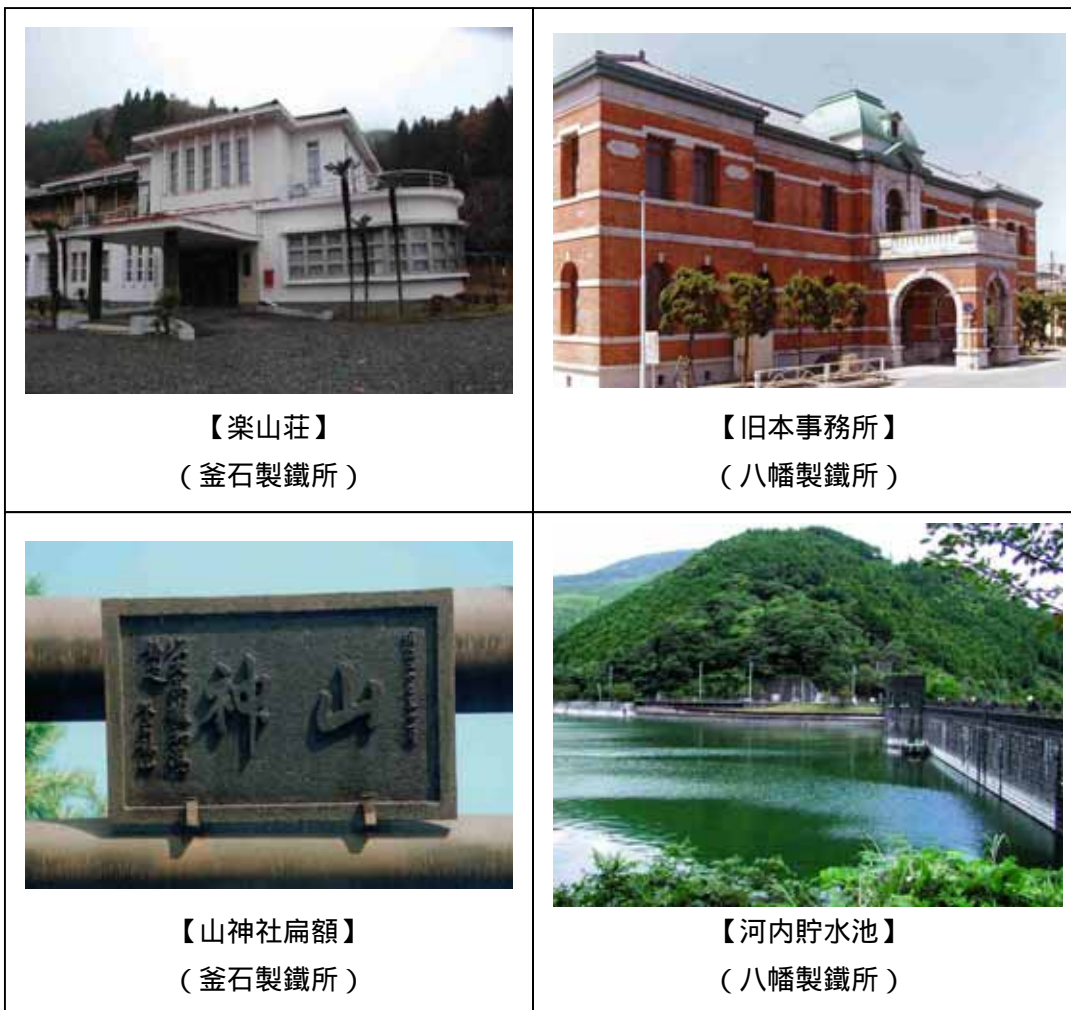 【楽山荘】
（釜石製鐵所）
【旧本事務所】
（八幡製鐵所）
山神
【山神社扁額】
（釜石製鐵所）
【河内貯水池】
（八幡製鐵所）